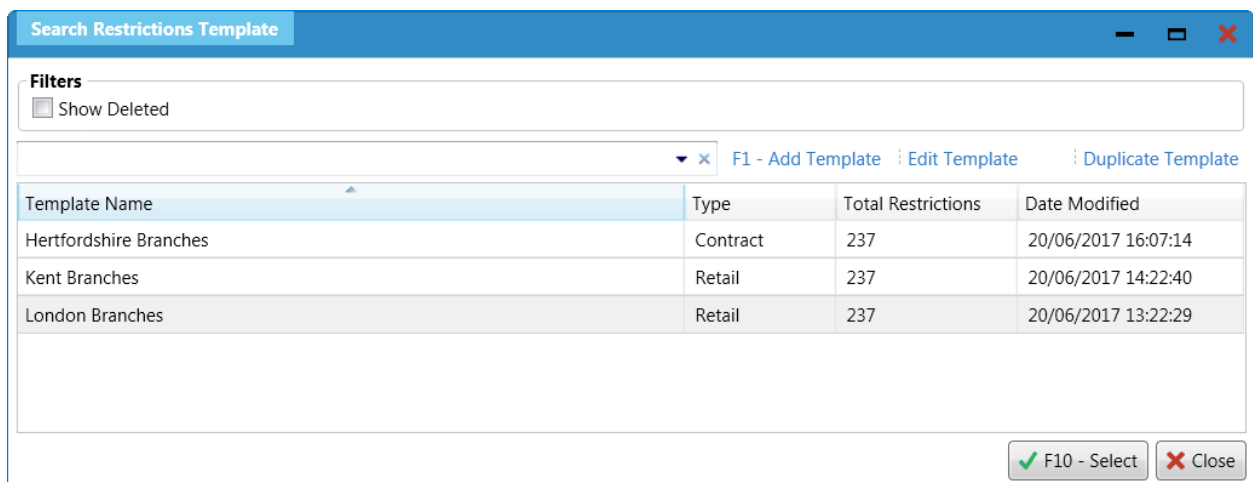 Search Restrictions Template
Filters
Show Deleted
F1 - Add Template Edit Template Duplicate Template
Template Name Type Total Restrictions Date Modified
Hertfordshire Branches Contract 237 20/06/2017 16:07:14
Kent Branches Retail 237 20/06/2017 14:22:40
London Branches Retail 237 20/06/2017 13:22:29
F10 - Select Close